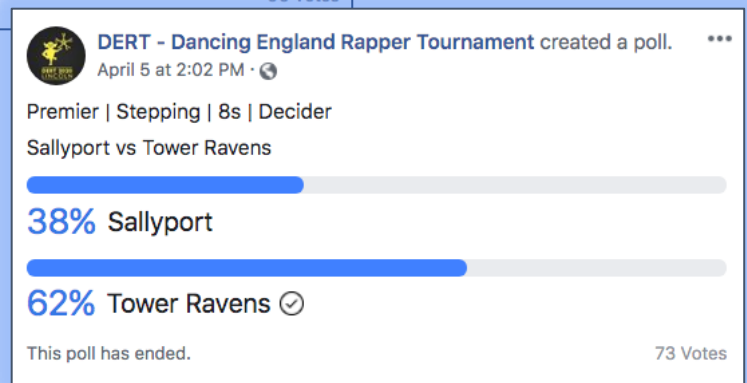 DERT - Dancing England Rapper Tournament created a poll.
April 5 at 2:02 PM ·
Premier | Stepping | 8s | Decider
Sallyport vs Tower Ravens
38% Sallyport
62% Tower Ravens
This poll has ended.
73 Votes